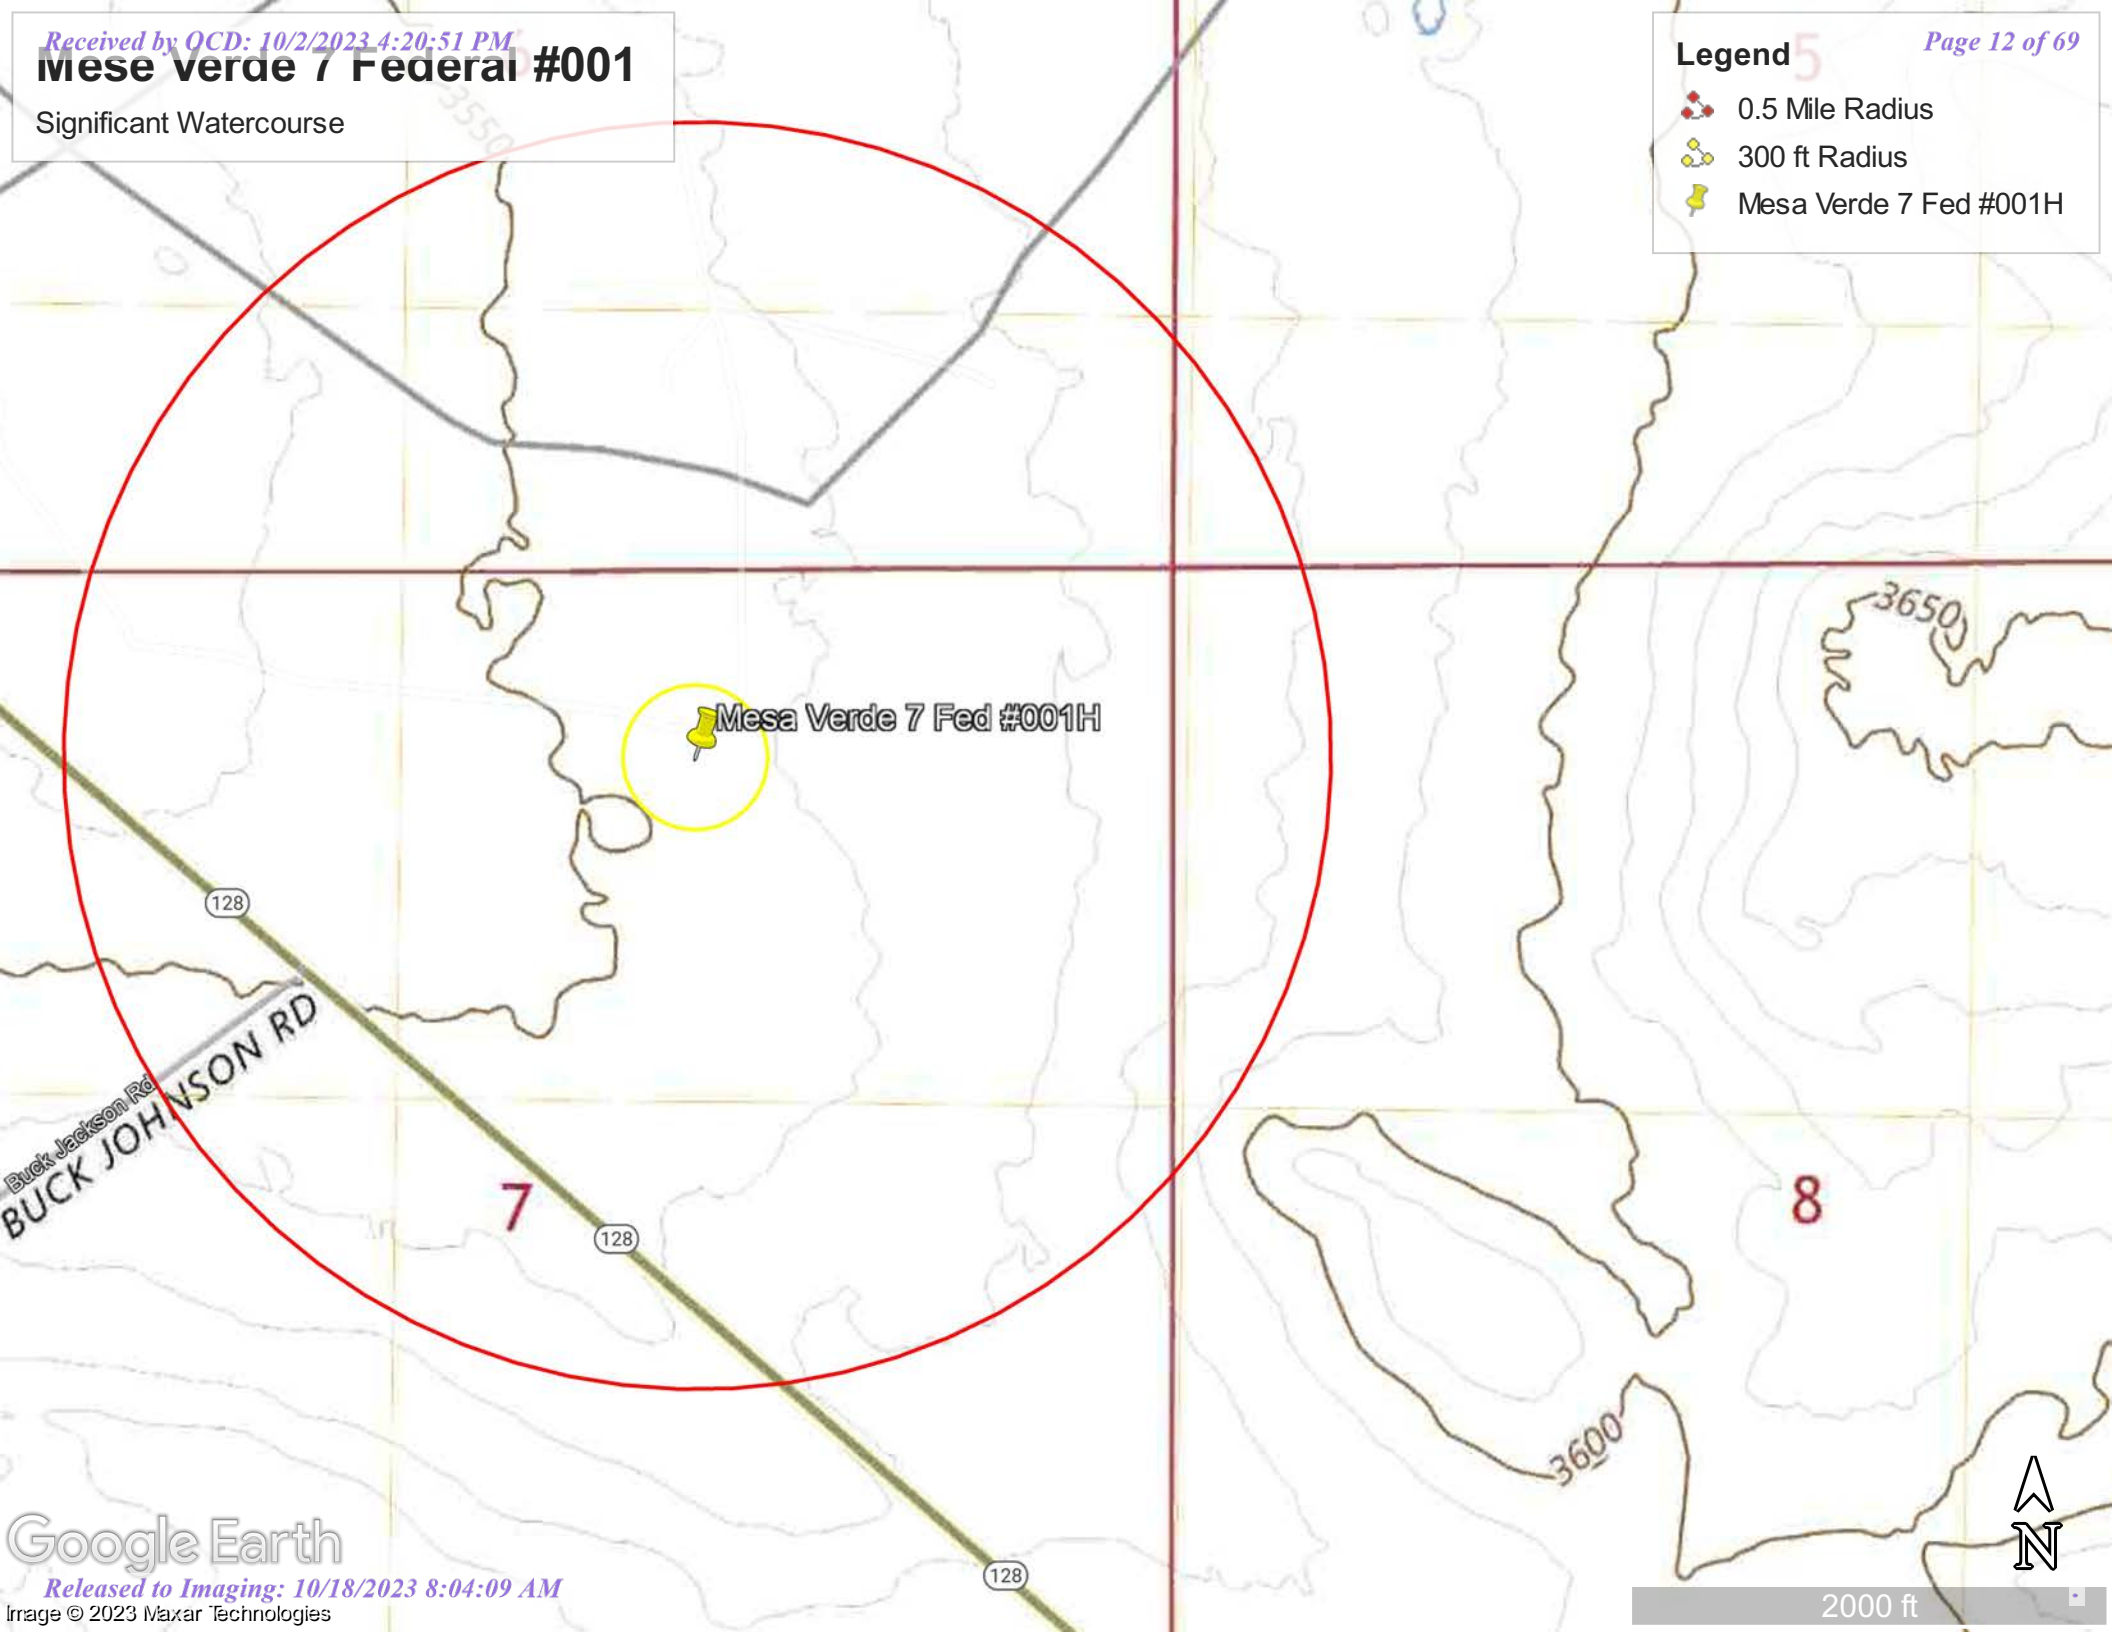 Received by OCD: 10/2/2023 4:20:51 PM
Page 12 of 69
Mese Verde 7 Federal #001
Significant Watercourse
Legend
0.5 Mile Radius
300 ft Radius
Mesa Verde 7 Fed #001H
6
5
3550
3650
Mesa Verde 7 Fed #001H
128
Buck Jackson Rd
BUCK JOHNSON RD
7
8
128
3600
128
N
Google Earth
Released to Imaging: 10/18/2023 8:04:09 AM
Image © 2023 Maxar Technologies
2000 ft